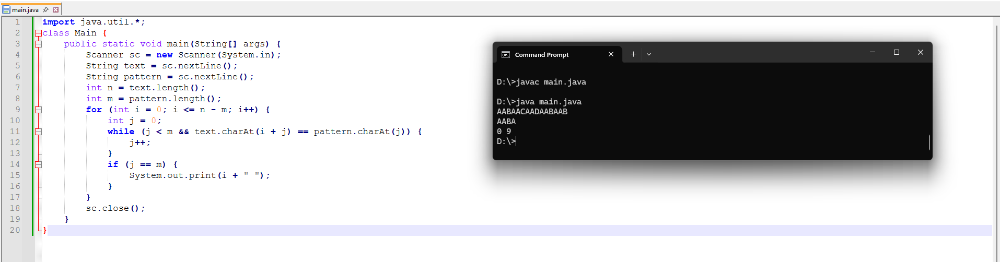 main.java
1 import java.util.*;
2 class Main {
3     public static void main(String[] args) {
4         Scanner sc = new Scanner(System.in);
5         String text = sc.nextLine();
6         String pattern = sc.nextLine();
7         int n = text.length();
8         int m = pattern.length();
9         for (int i = 0; i <= n - m; i++) {
10             int j = 0;
11             while (j < m && text.charAt(i + j) == pattern.charAt(j)) {
12                 j++;
13             }
14             if (j == m) {
15                 System.out.print(i + " ");
16             }
17         }
18         sc.close();
19     }
20 }
Command Prompt
D:\>javac main.java
D:\>java main.java
AABAACAADAABAAB
AABA
0 9
D:\>